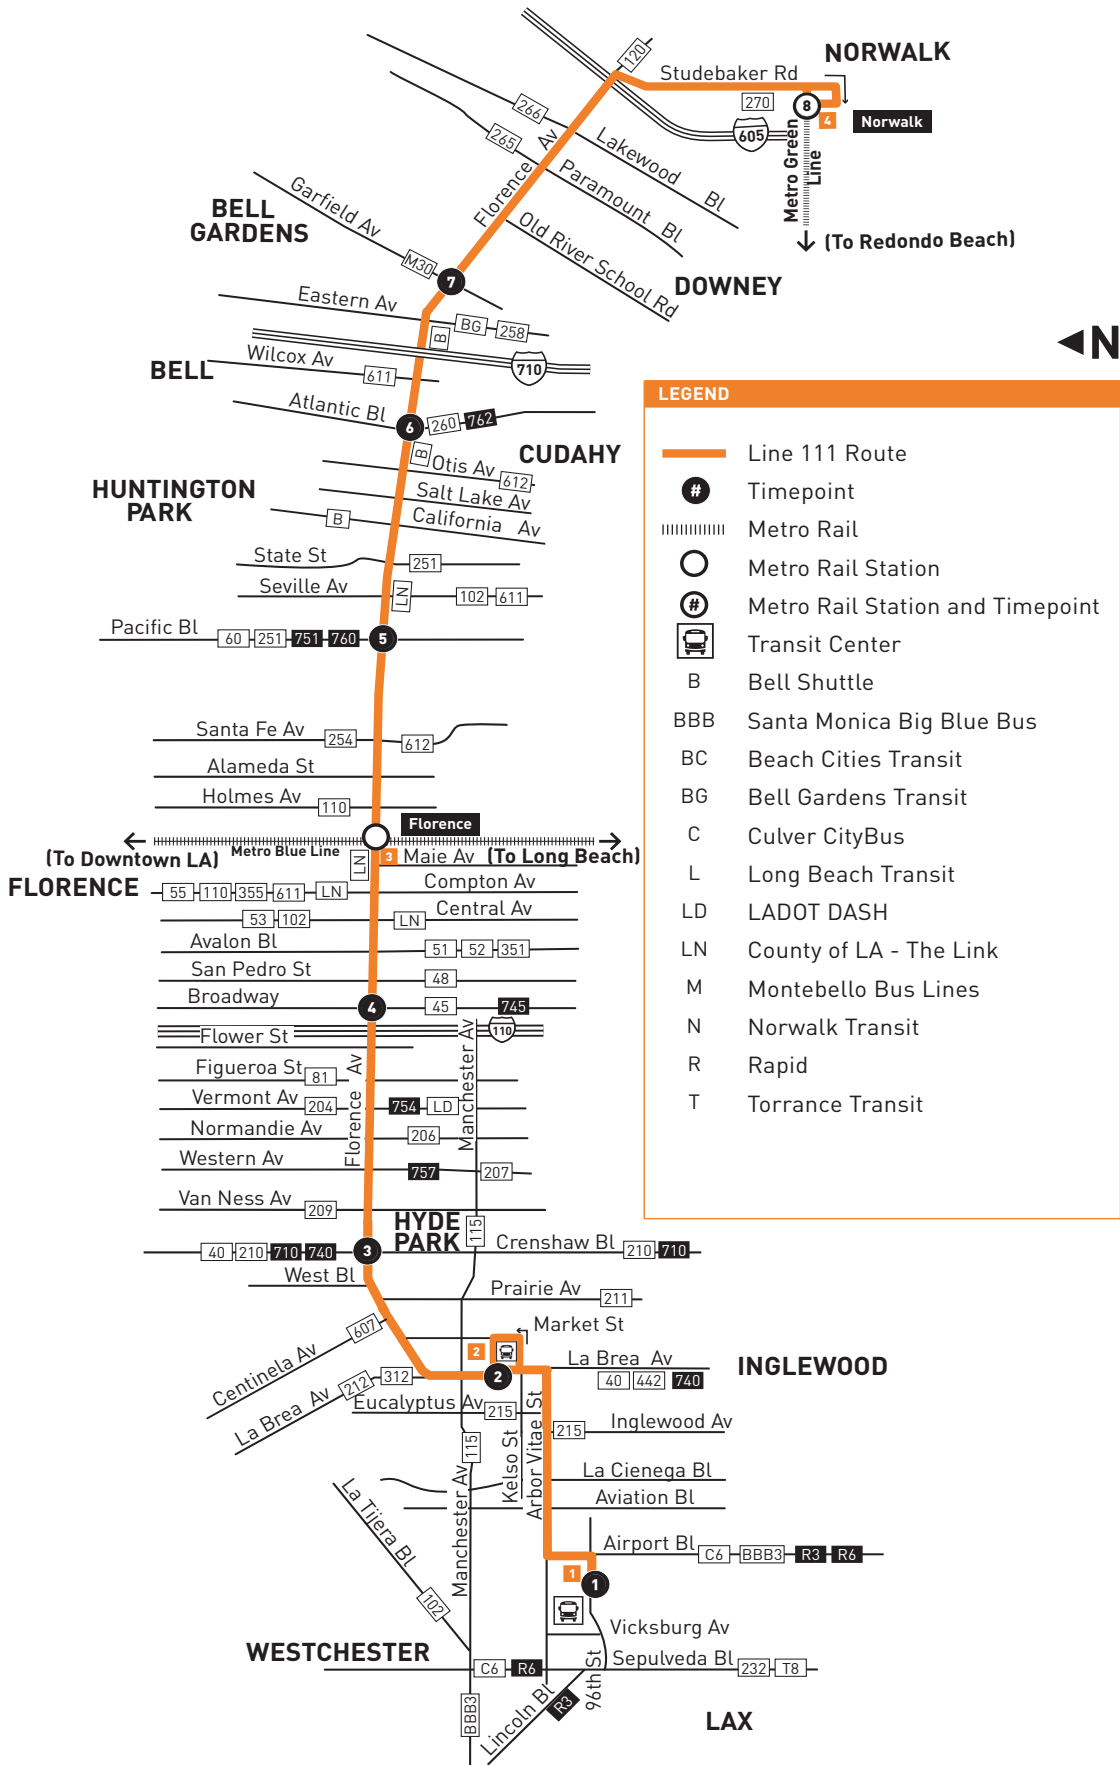 NORWALK
120
Studebaker Rd
270
8
4
Norwalk
605
Metro Green
Line
(To Redondo Beach)
266
265
Lakewood Bl
Paramount Bl
Florence Av
Old River School Rd
DOWNEY
Garfield Av
BELL
GARDENS
M30
7
Eastern Av
BG
258
B
N
710
Wilcox Av
611
BELL
Atlantic Bl
6
260
762
B
Otis Av
612
CUDAHY
Salt Lake Av
HUNTINGTON
PARK
B
California Av
State St
251
Seville Av
LN
102
611
Pacific Bl
60
251
751
760
5
Santa Fe Av
254
612
Alameda St
Holmes Av
110
Florence
(To Downtown LA)
Metro Blue Line
LN
3
Maie Av
(To Long Beach)
FLORENCE
55
110
355
611
LN
Compton Av
53
102
LN
Central Av
Avalon Bl
51
52
351
San Pedro St
48
Broadway
4
45
745
110
Flower St
Manchester Av
Figueroa St
81
Florence Av
Vermont Av
204
754
LD
Normandie Av
206
Western Av
757
207
Van Ness Av
209
HYDE
PARK
115
40
210
710
740
3
Crenshaw Bl
210
710
West Bl
Prairie Av
211
607
Market St
2
Centinela Av
La Brea Av
INGLEWOOD
40
442
740
2
212
312
La Brea Av
Eucalyptus Av
215
Inglewood Av
215
115
Kelso St
Arbor Vitae St
La Cienega Bl
Aviation Bl
Manchester Av
La Tijera Bl
102
Airport Bl
C6
BBB3
R3
R6
1
1
Vicksburg Av
WESTCHESTER
C6
R6
Sepulveda Bl
232
T8
96th St
BBB3
Lincoln Bl
R3
LAX
LEGEND
Line 111 Route
# Timepoint
Metro Rail
Metro Rail Station
# Metro Rail Station and Timepoint
Transit Center
B Bell Shuttle
BBB Santa Monica Big Blue Bus
BC Beach Cities Transit
BG Bell Gardens Transit
C Culver CityBus
L Long Beach Transit
LD LADOT DASH
LN County of LA - The Link
M Montebello Bus Lines
N Norwalk Transit
R Rapid
T Torrance Transit